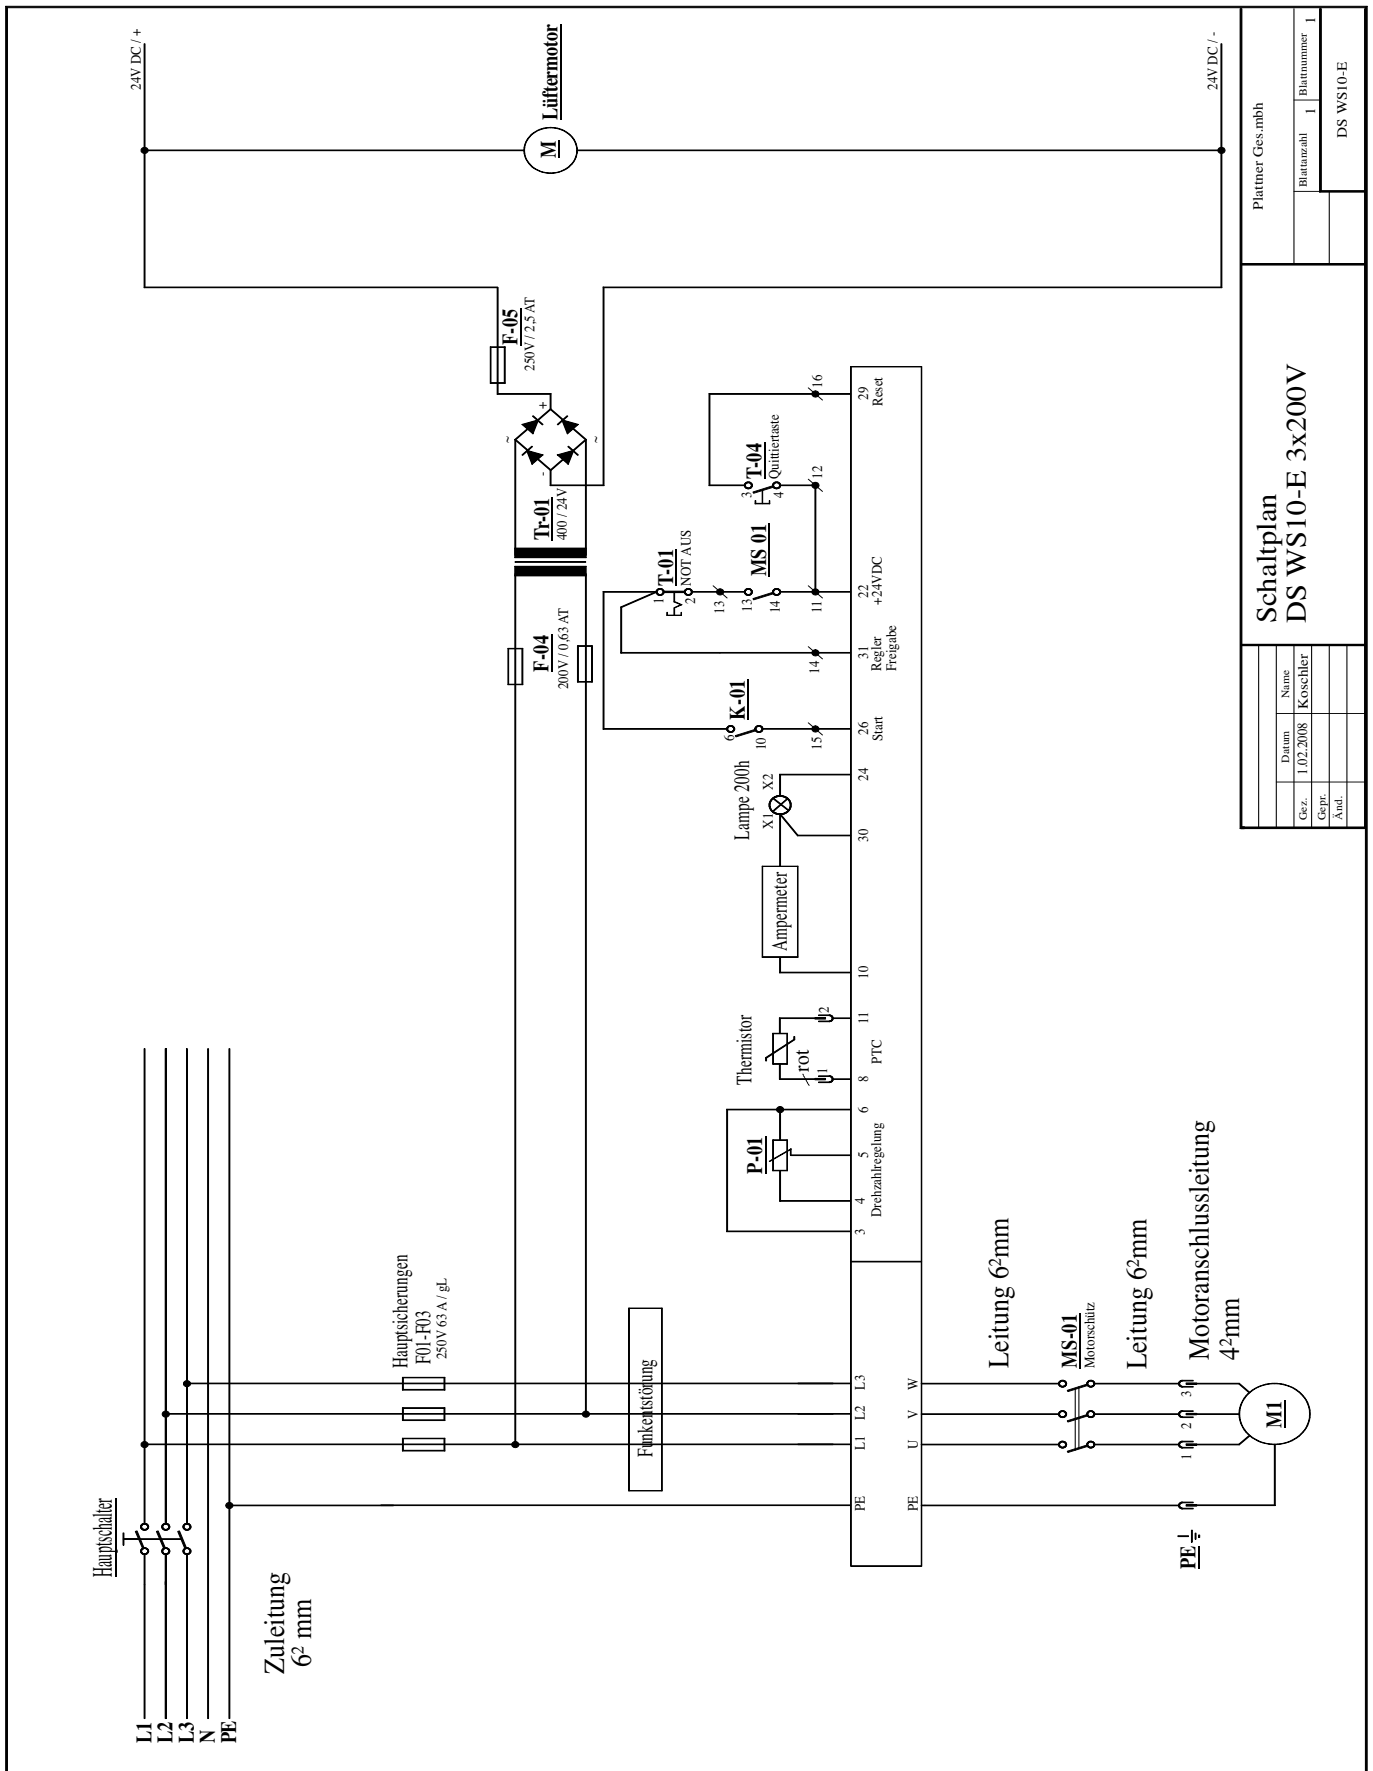 Hauptschalter
L1
L2
L3
N
PE
Zuleitung
6² mm
Hauptsicherungen
F01-F03
250V 63 A / gL
Funkentstörung
24V DC / +
Lüftermotor
M
24V DC / -
F-05
250V / 2,5 AT
~
+
-
~
Tr-01
400 / 24V
F-04
200V / 0,63 AT
T-01
NOT AUS
1
2
13
MS 01
13
14
11
T-04
Quittiertaste
3
4
12
16
14
K-01
6
10
15
Lampe 200h
X1
X2
Ampermeter
Thermistor
rot
1
2
P-01
PE
L1
L2
L3
3
4
5
6
Drehzahlregelung
8
11
PTC
10
30
24
26
Start
31
Regler
Freigabe
22
+24VDC
29
Reset
PE
U
V
W
Leitung 6²mm
MS-01
Motorschütz
Leitung 6²mm
Motoranschlussleitung
4²mm
PE
1
2
3
M1
Datum
Name
Gez.
1.02.2008
Koschler
Gepr.
Änd.
Schaltplan
DS WS10-E 3x200V
Plattner Ges.mbh
Blattanzahl 1
Blattnummer 1
DS WS10-E